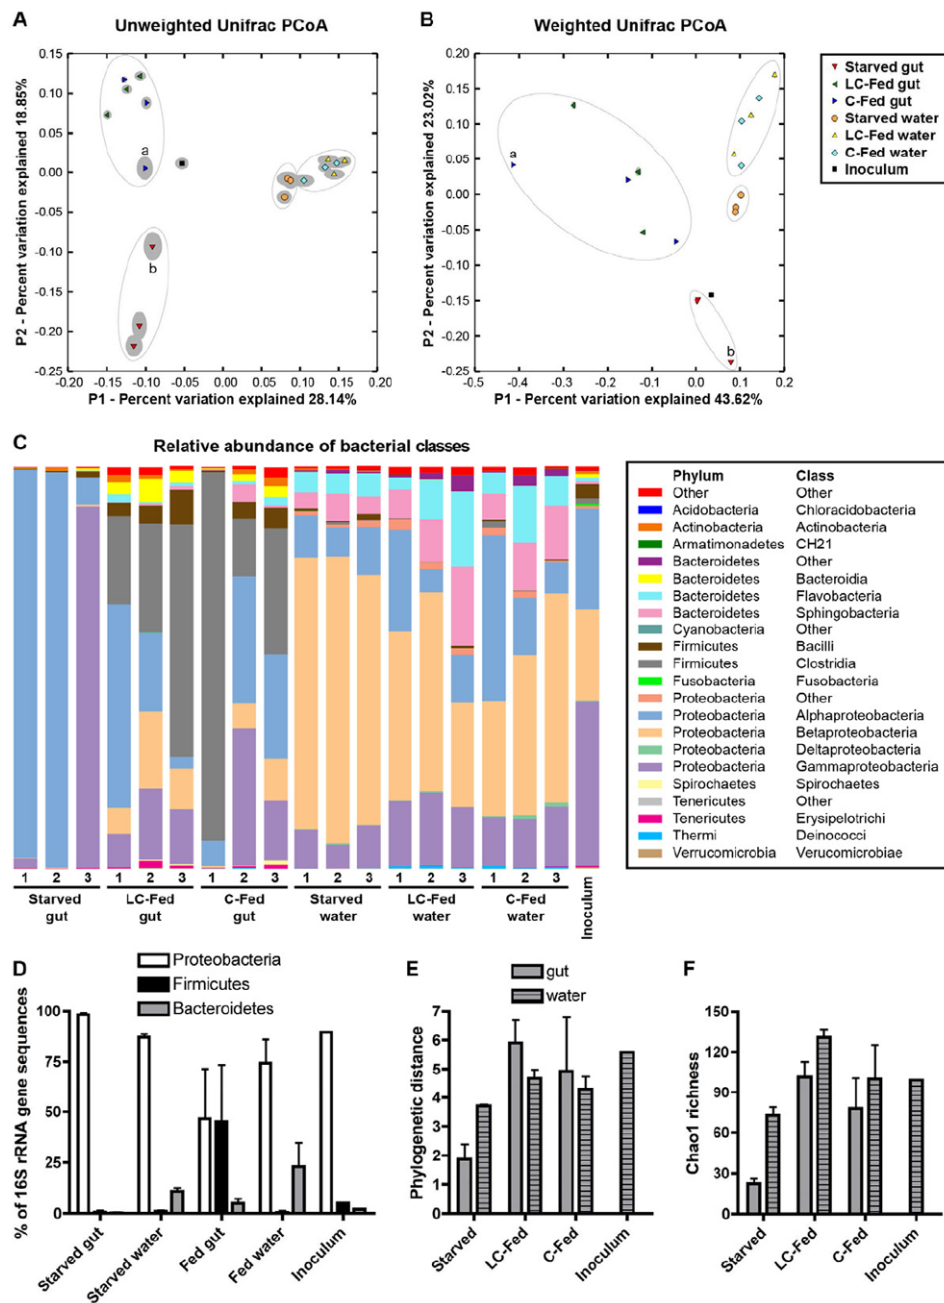 A
Unweighted Unifrac PCoA
P2 - Percent variation explained 18.85%
0.15
0.10
0.05
0.00
-0.05
-0.10
-0.15
-0.20
-0.25
a
b
-0.20 -0.15 -0.10 -0.05 0.00 0.05 0.10 0.15 0.20
P1 - Percent variation explained 28.14%
B
Weighted Unifrac PCoA
P2 - Percent variation explained 23.02%
0.20
0.15
0.10
0.05
0.00
-0.05
-0.10
-0.15
-0.20
-0.25
a
b
-0.5 -0.4 -0.3 -0.2 -0.1 0.0 0.1 0.2
P1 - Percent variation explained 43.62%
Starved gut
LC-Fed gut
C-Fed gut
Starved water
LC-Fed water
C-Fed water
Inoculum
C
Relative abundance of bacterial classes
1 2 3 1 2 3 1 2 3 1 2 3 1 2 3 1 2 3
Starved gut
LC-Fed gut
C-Fed gut
Starved water
LC-Fed water
C-Fed water
Inoculum
Phylum Class
Other Other
Acidobacteria Chloracidobacteria
Actinobacteria Actinobacteria
Armatimonadetes CH21
Bacteroidetes Other
Bacteroidetes Bacteroidia
Bacteroidetes Flavobacteria
Bacteroidetes Sphingobacteria
Cyanobacteria Other
Firmicutes Bacilli
Firmicutes Clostridia
Fusobacteria Fusobacteria
Proteobacteria Other
Proteobacteria Alphaproteobacteria
Proteobacteria Betaproteobacteria
Proteobacteria Deltaproteobacteria
Proteobacteria Gammaproteobacteria
Spirochaetes Spirochaetes
Tenericutes Other
Tenericutes Erysipelotrichi
Thermi Deinococci
Verrucomicrobia Verucomicrobiae
D
Proteobacteria
Firmicutes
Bacteroidetes
% of 16S rRNA gene sequences
100
75
50
25
0
Starved gut
Starved water
Fed gut
Fed water
Inoculum
E
gut
water
Phylogenetic distance
7
6
5
4
3
2
1
0
Starved
LC-Fed
C-Fed
Inoculum
F
Chao1 richness
150
120
90
60
30
0
Starved
LC-Fed
C-Fed
Inoculum